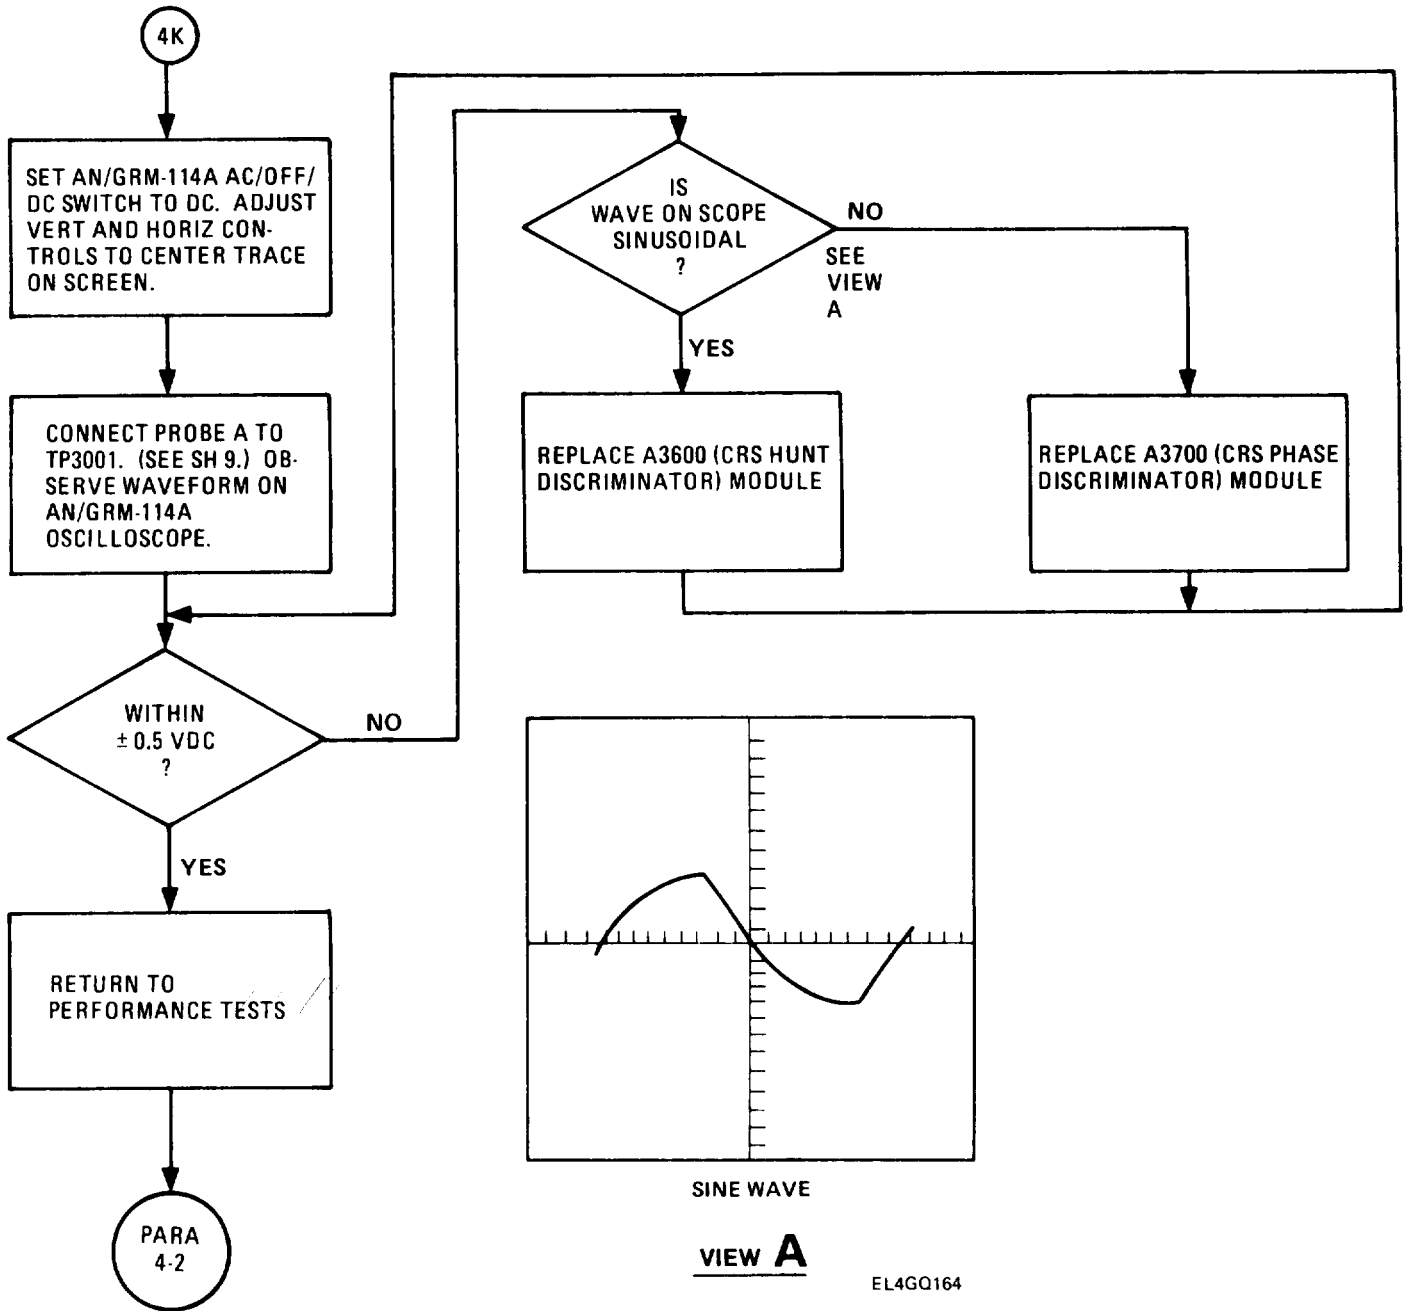 4K
SET AN/GRM-114A AC/OFF/
DC SWITCH TO DC. ADJUST
VERT AND HORIZ CON-
TROLS TO CENTER TRACE
ON SCREEN.
CONNECT PROBE A TO
TP3001. (SEE SH 9.) OB-
SERVE WAVEFORM ON
AN/GRM-114A
OSCILLOSCOPE.
WITHIN
± 0.5 VDC
?
NO
YES
RETURN TO
PERFORMANCE TESTS
PARA
4-2
IS
WAVE ON SCOPE
SINUSOIDAL
?
NO
SEE
VIEW
A
YES
REPLACE A3600 (CRS HUNT
DISCRIMINATOR) MODULE
REPLACE A3700 (CRS PHASE
DISCRIMINATOR) MODULE
SINE WAVE
VIEW A
EL4GQ164